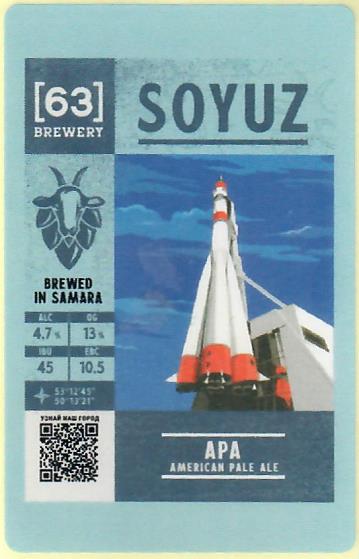 [63]
BREWERY
SOYUZ
BREWED
IN SAMARA
ALC OG
4,7 % 13 %
IBU EBC
45 10.5
53°12'45"
50°13'21"
УЗНАЙ НАШ ГОРОД
APA
AMERICAN PALE ALE